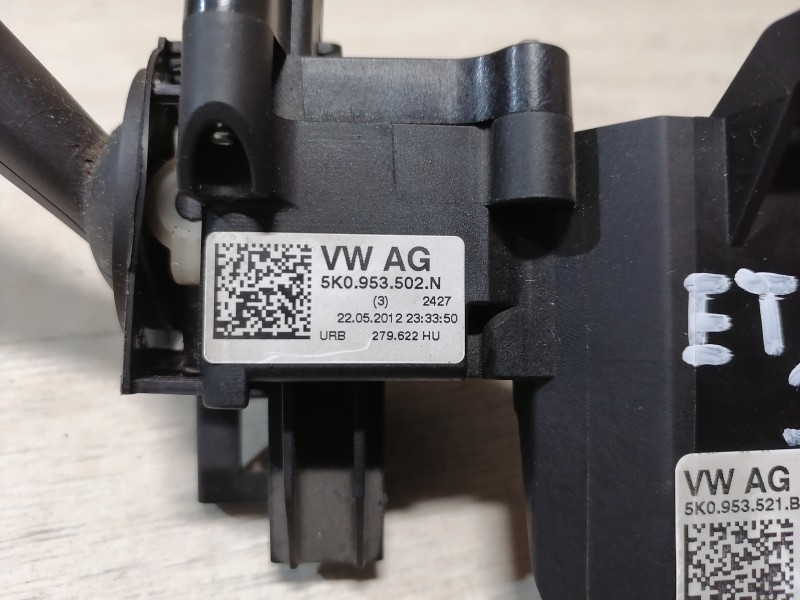 VW AG
5K0.953.502.N
(3) 2427
22.05.2012 23:33:50
URB 279.622 HU
ET
VW AG
5K0.953.521.B